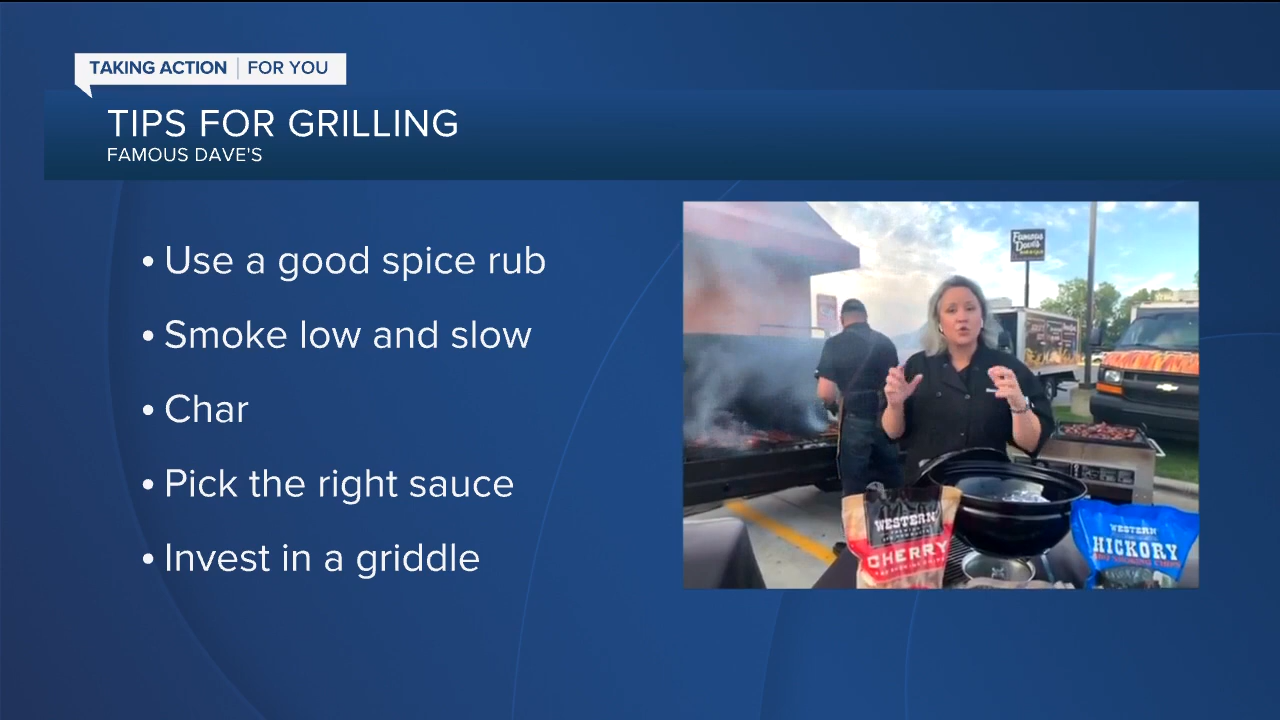 TAKING ACTION | FOR YOU
TIPS FOR GRILLING
FAMOUS DAVE'S
• Use a good spice rub
• Smoke low and slow
• Char
• Pick the right sauce
• Invest in a griddle
Famous
Dave's
WESTERN
CHERRY
WESTERN
HICKORY